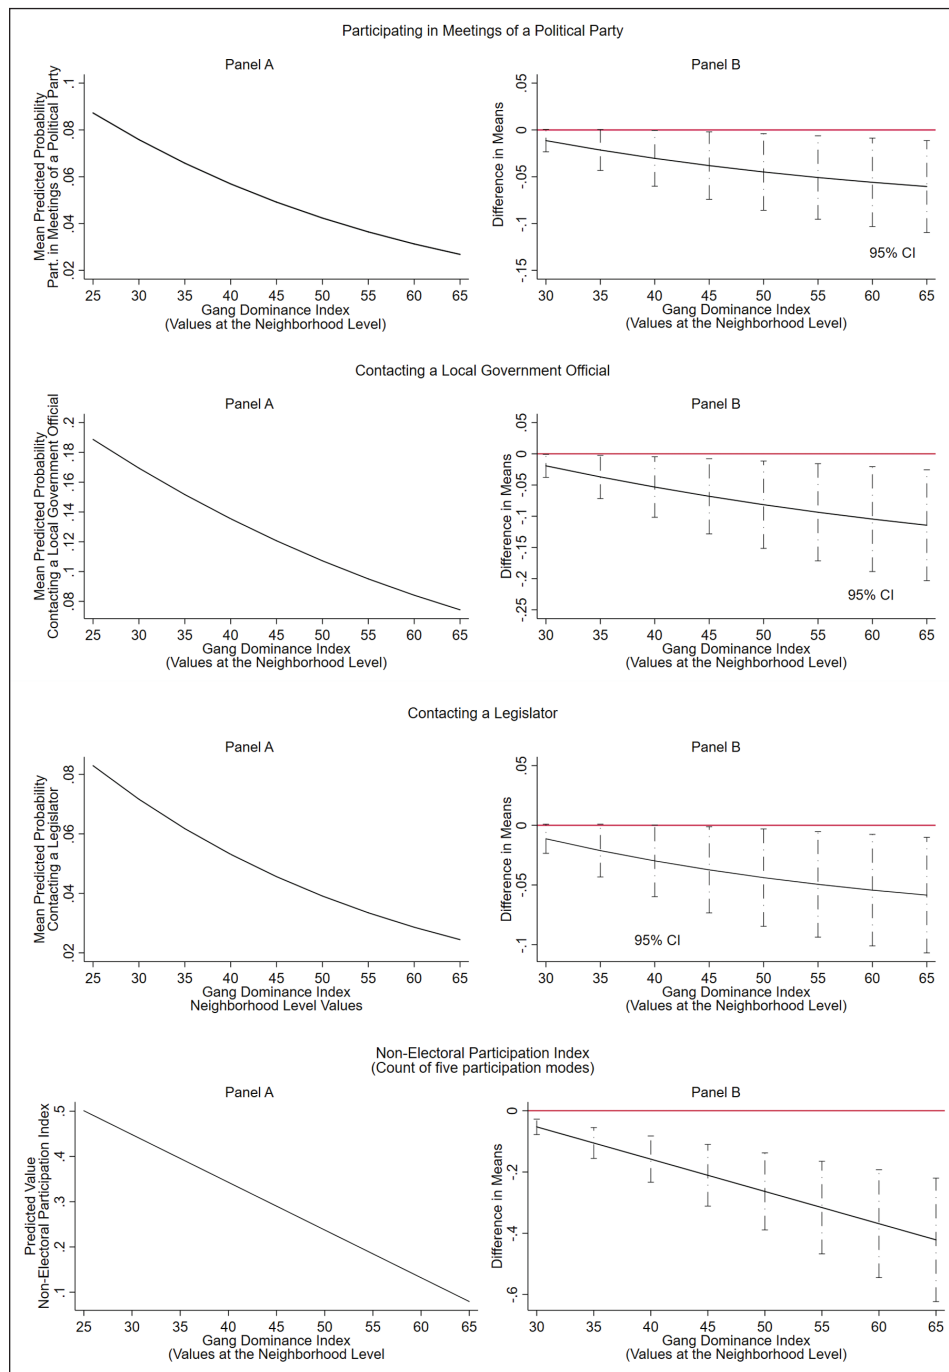 Participating in Meetings of a Political Party
Panel A
Mean Predicted Probability
Part. in Meetings of a Political Party
.1
.08
.06
.04
.02
25 30 35 40 45 50 55 60 65
Gang Dominance Index
(Values at the Neighborhood Level)
Panel B
Difference in Means
.05
0
-.05
-.1
-.15
95% CI
30 35 40 45 50 55 60 65
Gang Dominance Index
(Values at the Neighborhood Level)
Contacting a Local Government Official
Panel A
Mean Predicted Probability
Contacting a Local Government Official
.2
.18
.16
.14
.12
.1
.08
25 30 35 40 45 50 55 60 65
Gang Dominance Index
(Values at the Neighborhood Level)
Panel B
Difference in Means
.05
0
-.05
-.1
-.15
-.2
-.25
95% CI
30 35 40 45 50 55 60 65
Gang Dominance Index
(Values at the Neighborhood Level)
Contacting a Legislator
Panel A
Mean Predicted Probability
Contacting a Legislator
.08
.06
.04
.02
25 30 35 40 45 50 55 60 65
Gang Dominance Index
Neighborhood Level Values
Panel B
Difference in Means
.05
0
-.05
-.1
95% CI
30 35 40 45 50 55 60 65
Gang Dominance Index
(Values at the Neighborhood Level)
Non-Electoral Participation Index
(Count of five participation modes)
Panel A
Predicted Value
Non-Electoral Participation Index
.5
.4
.3
.2
.1
25 30 35 40 45 50 55 60 65
Gang Dominance Index
(Values at the Neighborhood Level
Panel B
Difference in Means
0
-.2
-.4
-.6
30 35 40 45 50 55 60 65
Gang Dominance Index
(Values at the Neighborhood Level)